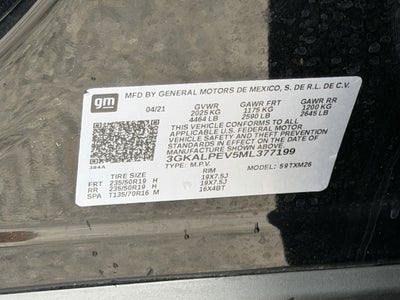 gm
MFD BY GENERAL MOTORS DE MEXICO, S. DE R.L. DE C.V.
04/21 GVWR GAWR FRT GAWR RR
2025 KG 1175 KG 1200 KG
4464 LB 2590 LB 2645 LB
THIS VEHICLE CONFORMS TO ALL
APPLICABLE U.S. FEDERAL MOTOR
VEHICLE SAFETY AND THEFT PREVENTION
STANDARDS IN EFFECT ON THE DATE OF
MANUFACTURE SHOWN ABOVE.
3GKALPEV5ML377199
TYPE: M.P.V. MODEL: 59TXM26
384A
TIRE SIZE RIM
FRT 235/50R19 H 19X7.5J
RR 235/50R19 H 19X7.5J
SPA T135/70R16 M 16X4BT